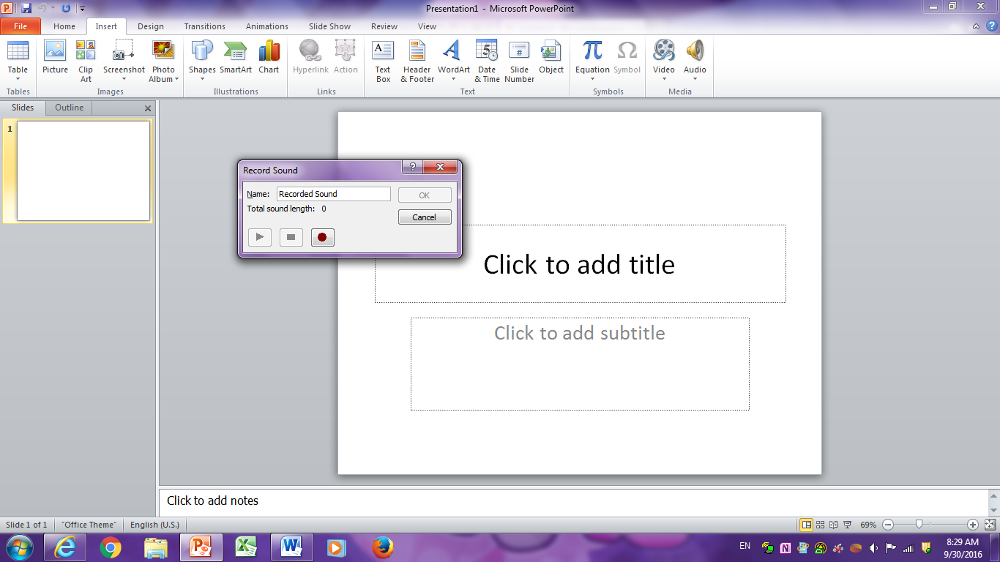 Presentation1 - Microsoft PowerPoint
File Home Insert Design Transitions Animations Slide Show Review View
Table Picture Clip Art Screenshot Photo Album Shapes SmartArt Chart Hyperlink Action Text Box Header & Footer WordArt Date & Time Slide Number Object Equation Symbol Video Audio
Tables Images Illustrations Links Text Symbols Media
Slides Outline
1
Record Sound
Name: Recorded Sound OK
Total sound length: 0
Cancel
Click to add title
Click to add subtitle
Click to add notes
Slide 1 of 1 "Office Theme" English (U.S.) 69%
EN 8:29 AM
9/30/2016